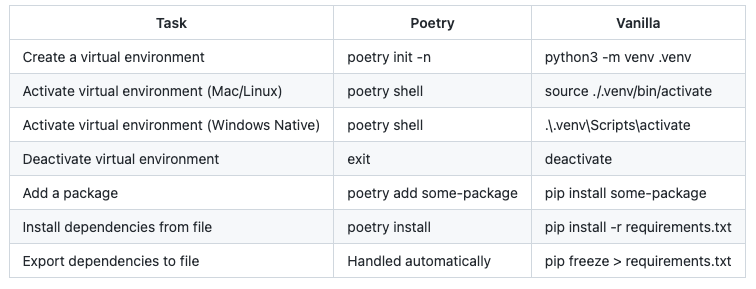 Task Poetry Vanilla
Create a virtual environment poetry init -n python3 -m venv .venv
Activate virtual environment (Mac/Linux) poetry shell source ./.venv/bin/activate
Activate virtual environment (Windows Native) poetry shell .\.venv\Scripts\activate
Deactivate virtual environment exit deactivate
Add a package poetry add some-package pip install some-package
Install dependencies from file poetry install pip install -r requirements.txt
Export dependencies to file Handled automatically pip freeze > requirements.txt